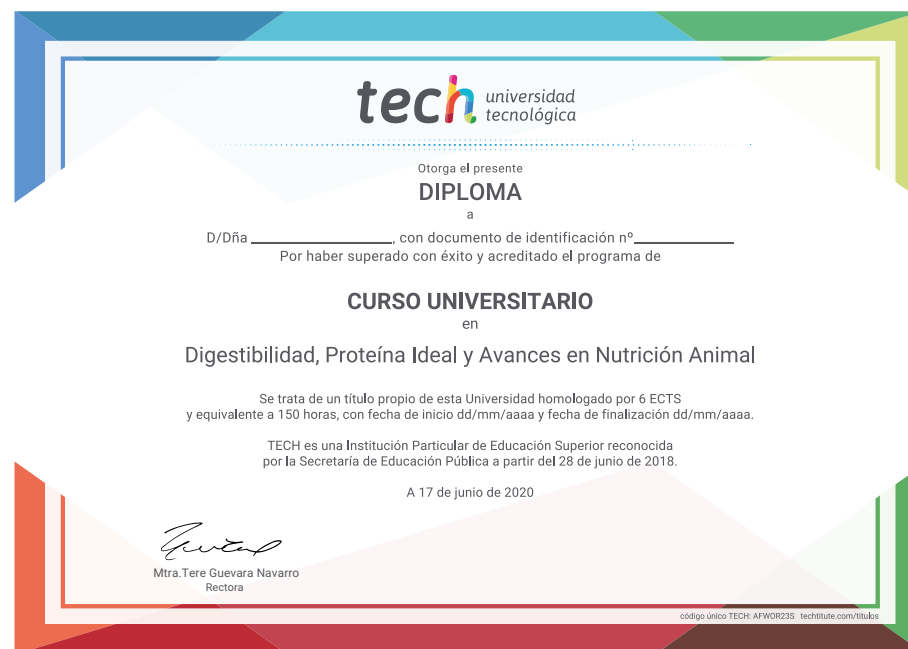 tech universidad
tecnológica
Otorga el presente
DIPLOMA
a
D/Dña ____________________, con documento de identificación nº______________
Por haber superado con éxito y acreditado el programa de
CURSO UNIVERSITARIO
en
Digestibilidad, Proteína Ideal y Avances en Nutrición Animal
Se trata de un título propio de esta Universidad homologado por 6 ECTS
y equivalente a 150 horas, con fecha de inicio dd/mm/aaaa y fecha de finalización dd/mm/aaaa.
TECH es una Institución Particular de Educación Superior reconocida
por la Secretaría de Educación Pública a partir del 28 de junio de 2018.
A 17 de junio de 2020
Mtra.Tere Guevara Navarro
Rectora
código único TECH: AFWOR23S techtitute.com/titulos